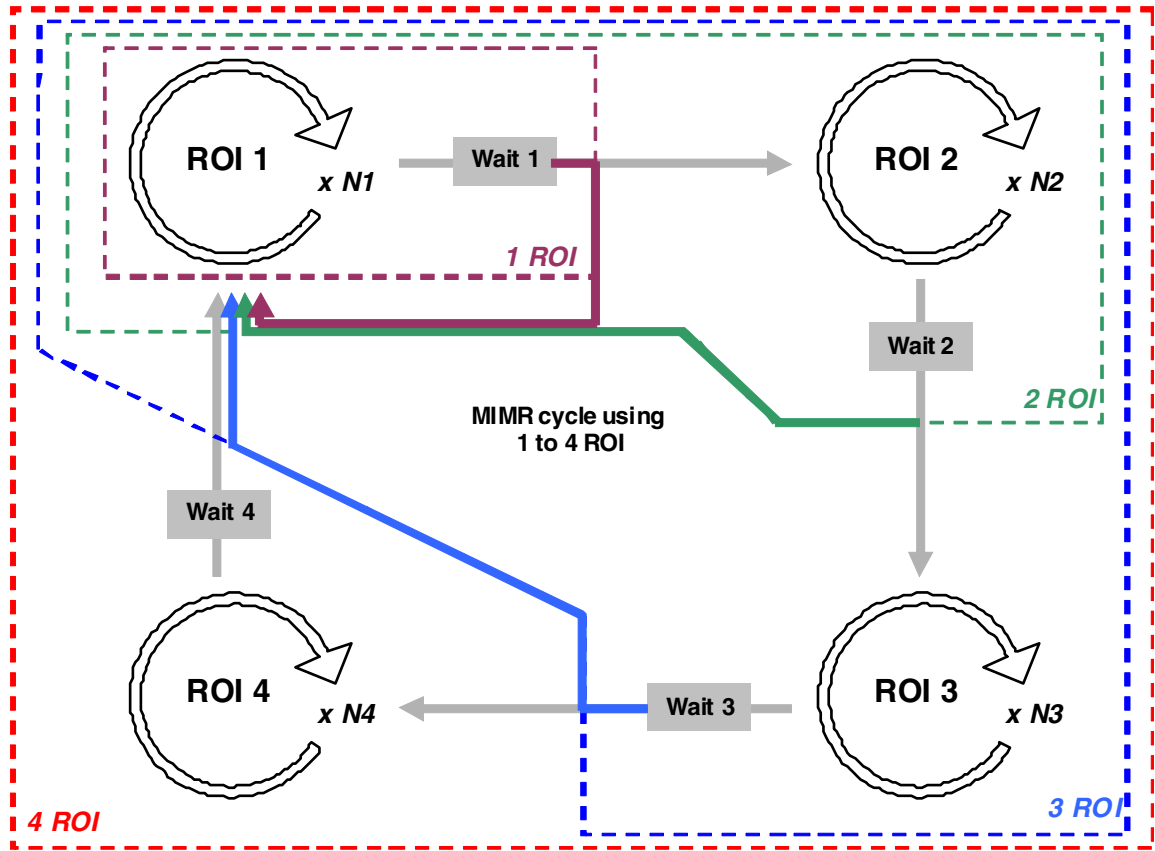 ROI 1
x N1
Wait 1
ROI 2
x N2
1 ROI
Wait 2
2 ROI
MIMR cycle using
1 to 4 ROI
Wait 4
ROI 4
x N4
Wait 3
ROI 3
x N3
4 ROI
3 ROI